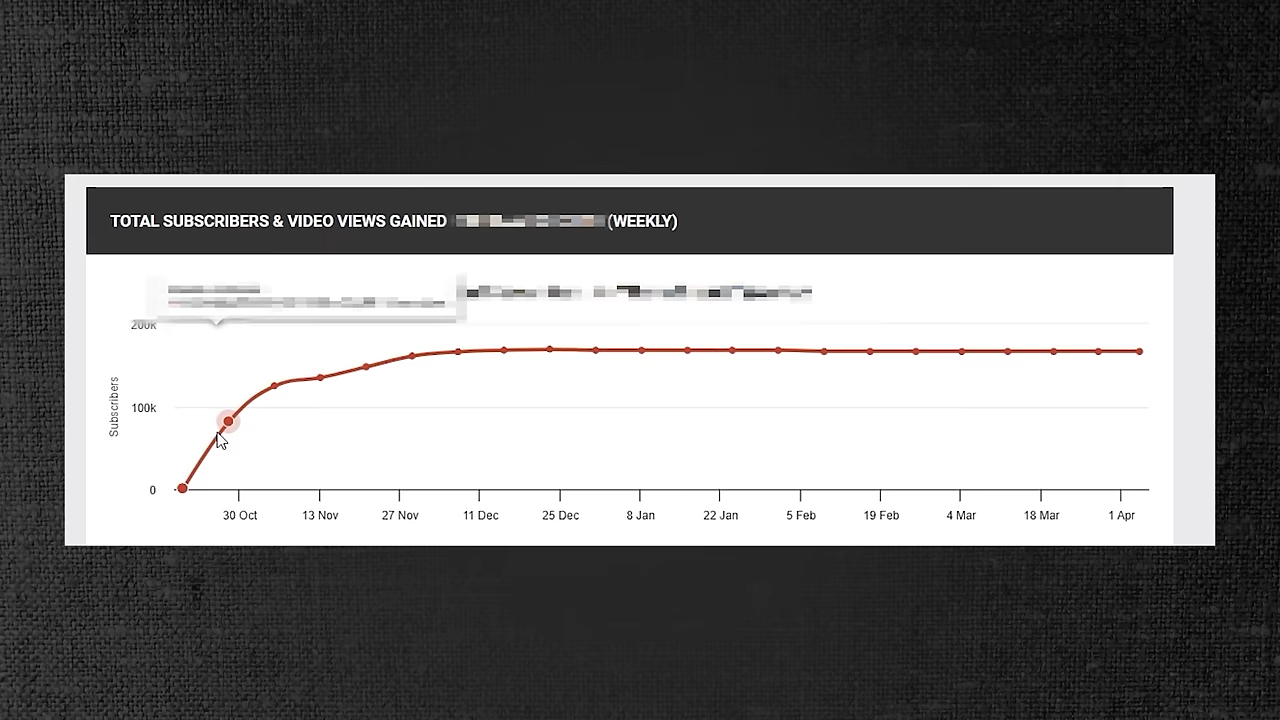 TOTAL SUBSCRIBERS & VIDEO VIEWS GAINED (WEEKLY)
200k
100k
0
Subscribers
30 Oct 13 Nov 27 Nov 11 Dec 25 Dec 8 Jan 22 Jan 5 Feb 19 Feb 4 Mar 18 Mar 1 Apr